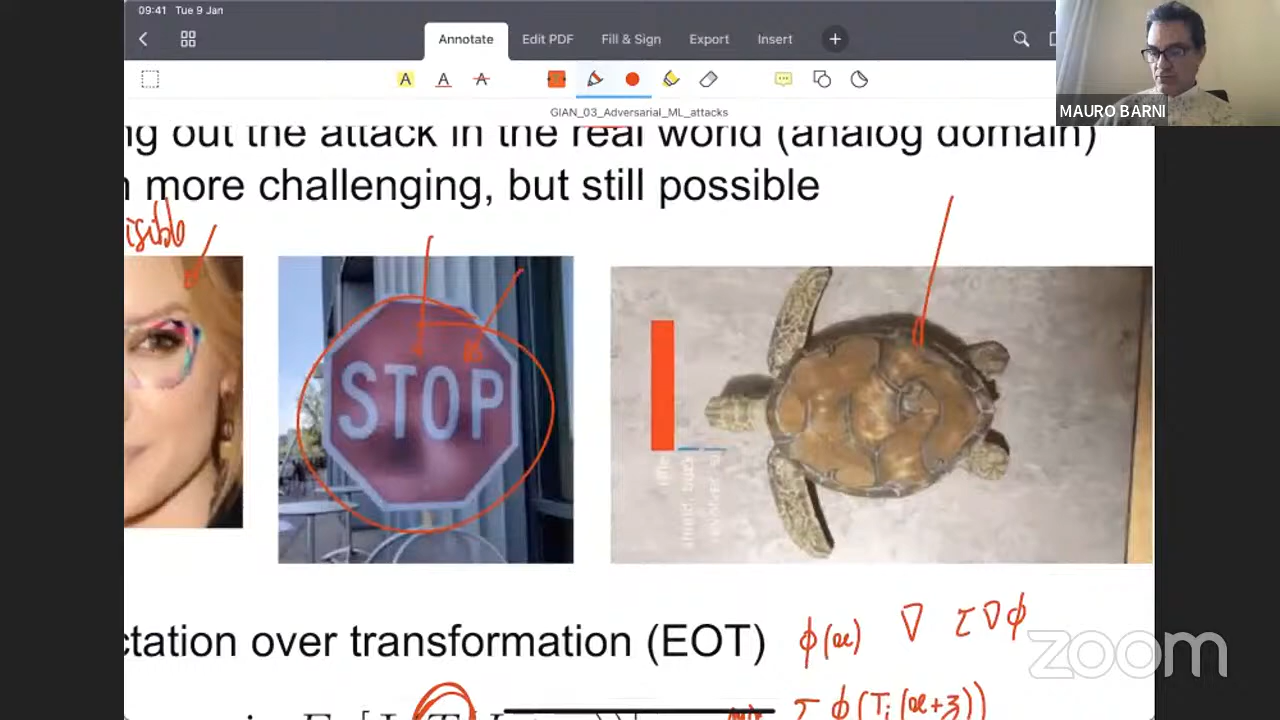 09:41 Tue 9 Jan
Annotate Edit PDF Fill & Sign Export Insert
A A A
GIAN_03_Adversarial_ML_attacks
MAURO BARNI
ng out the attack in the real world (analog domain)
more challenging, but still possible
isible
STOP
rifle
ctation over transformation (EOT)
ϕ(x) ∇ Σ∇ϕ
zoom
Σ ϕ(Ti(x+z))